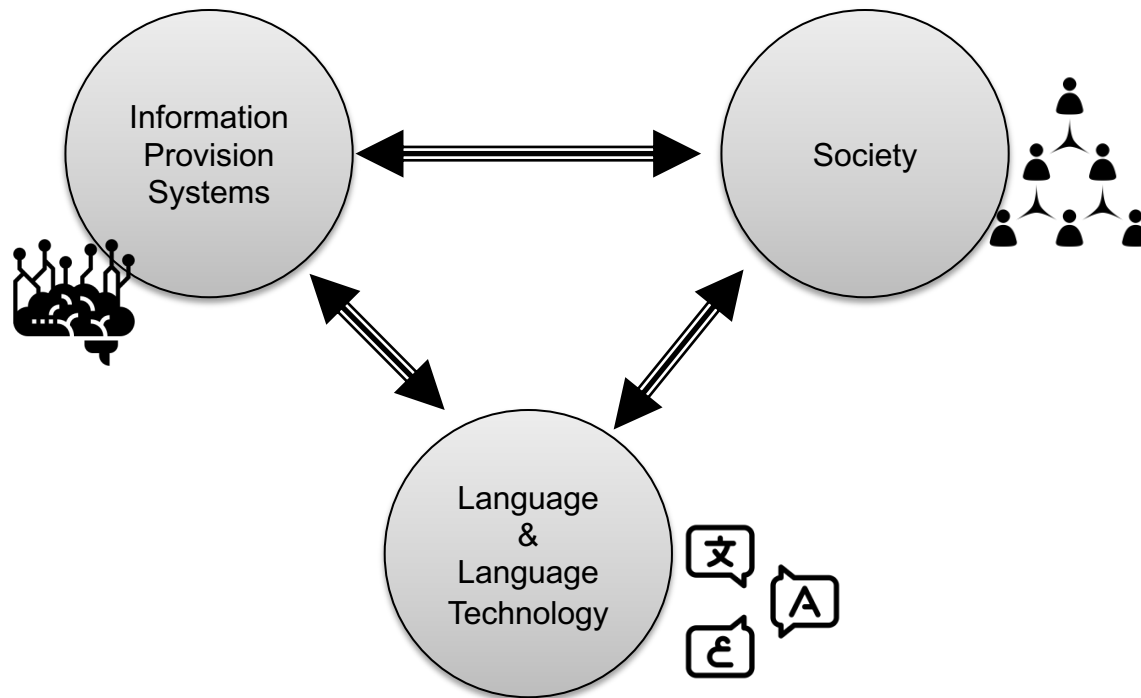 Information
Provision
Systems
Society
Language
&
Language
Technology
文
A
ع